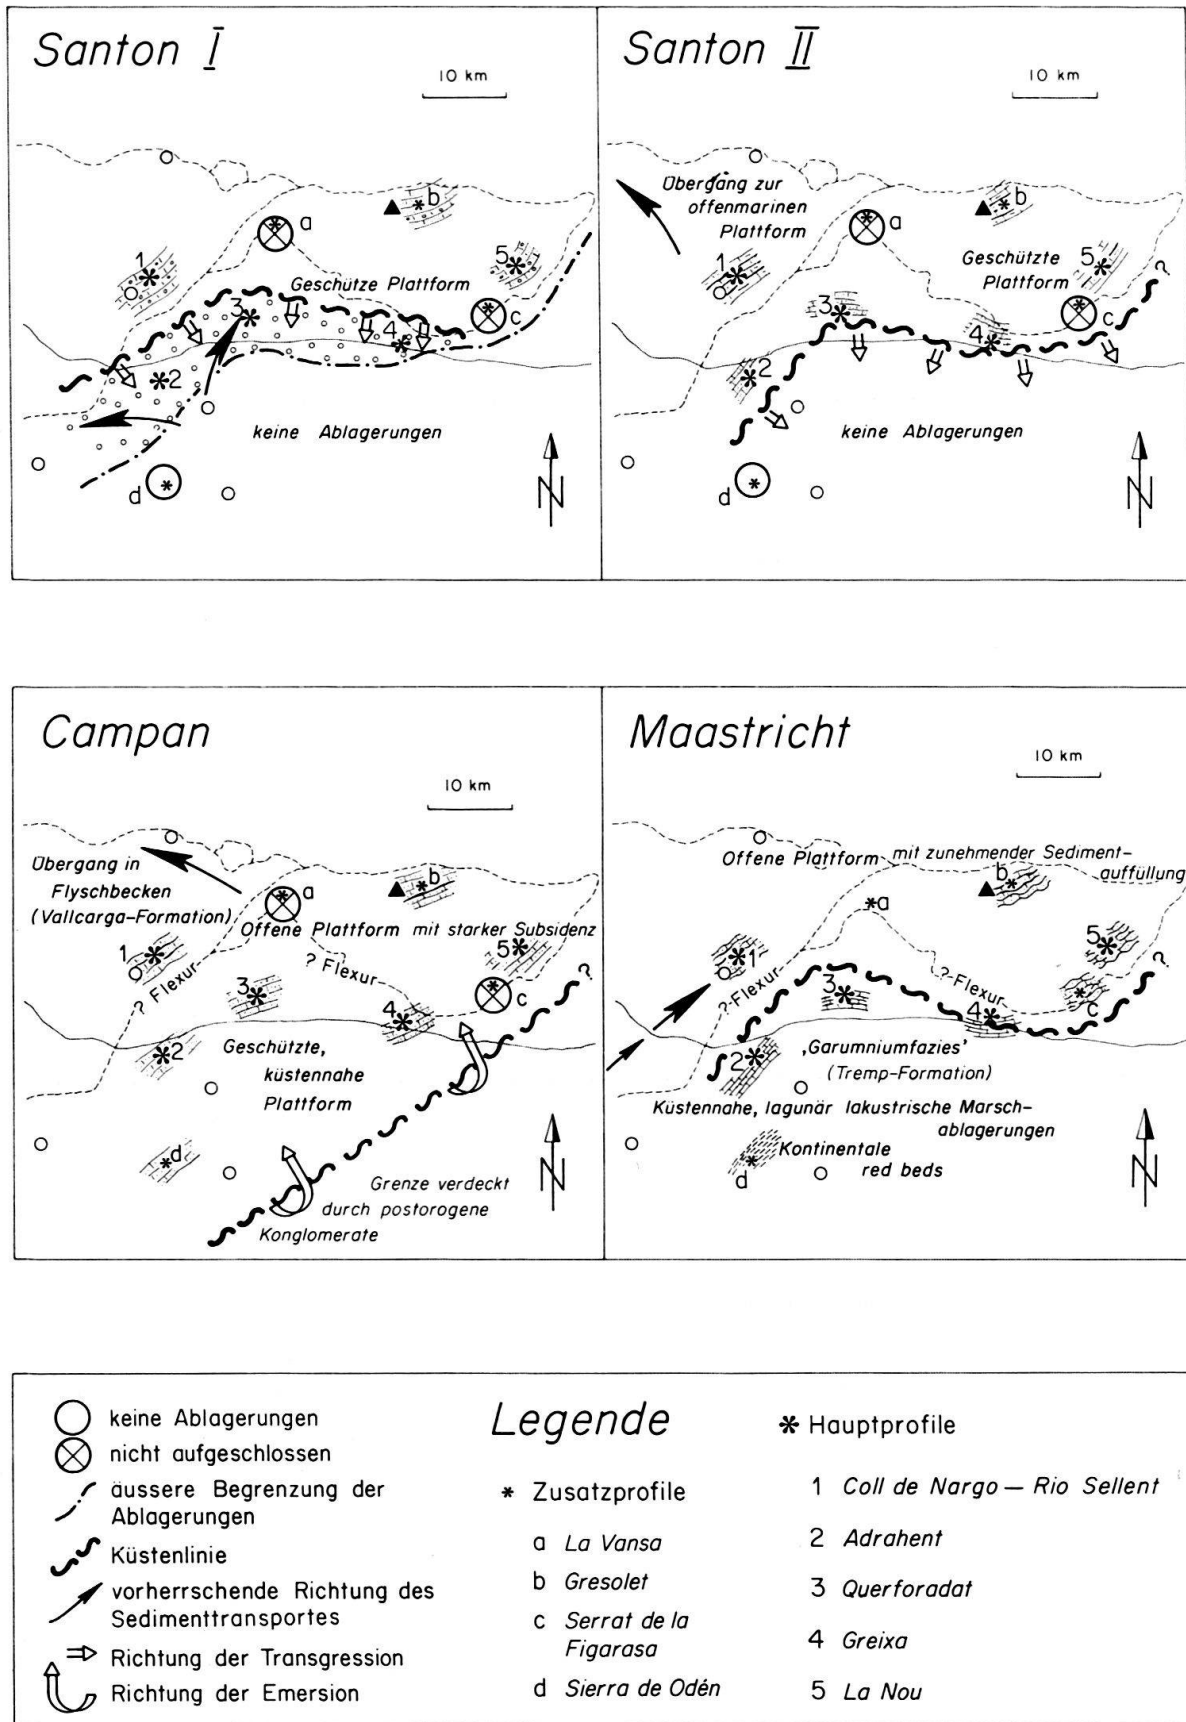 Santon I
10 km
a
b
1
5
Geschütze Plattform
3
c
4
2
keine Ablagerungen
d
N
Santon II
10 km
Übergang zur
offenmarinen
Plattform
a
b
1
5
Geschützte
Plattform
?
3
c
4
2
keine Ablagerungen
d
N
Campan
10 km
Übergang in
Flyschbecken
(Vallcarga-Formation)
a
b
Offene Plattform mit starker Subsidenz
1
5
? Flexur
? Flexur
?
3
c
4
2
Geschützte,
küstennahe
Plattform
d
N
Grenze verdeckt
durch postorogene
Konglomerate
Maastricht
10 km
Offene Plattform mit zunehmender Sediment-
auffüllung
b
a
5
1
?-Flexur
?-Flexur
?
3
c
4
2
‚Garumniumfazies'
(Tremp-Formation)
Küstennahe, lagunär lakustrische Marsch-
ablagerungen
Kontinentale
red beds
d
N
Legende
keine Ablagerungen
nicht aufgeschlossen
äussere Begrenzung der
Ablagerungen
Küstenlinie
vorherrschende Richtung des
Sedimenttransportes
Richtung der Transgression
Richtung der Emersion
* Zusatzprofile
a La Vansa
b Gresolet
c Serrat de la
Figarasa
d Sierra de Odén
* Hauptprofile
1 Coll de Nargo — Rio Sellent
2 Adrahent
3 Querforadat
4 Greixa
5 La Nou